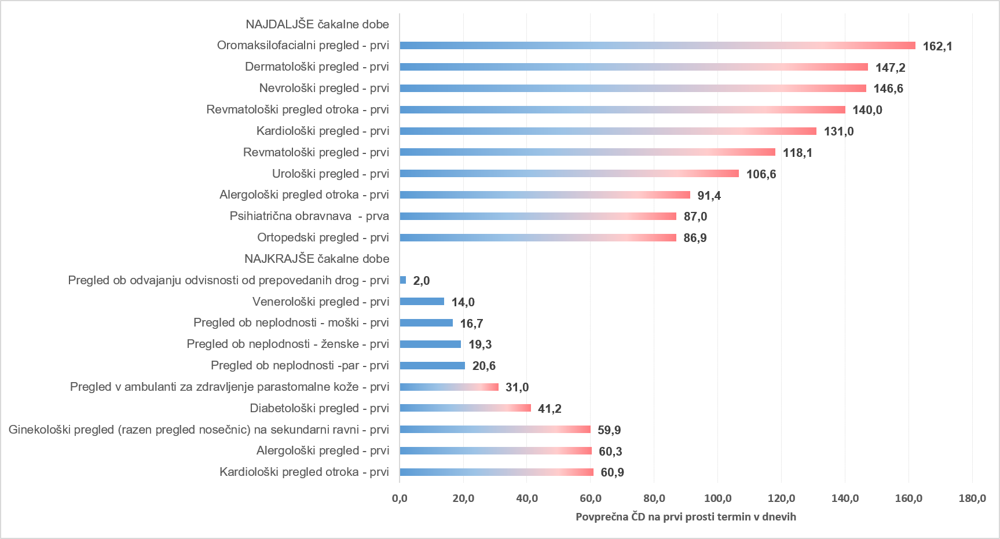 NAJDALJŠE čakalne dobe
Oromaksilofacialni pregled - prvi 162,1
Dermatološki pregled - prvi 147,2
Nevrološki pregled - prvi 146,6
Revmatološki pregled otroka - prvi 140,0
Kardiološki pregled - prvi 131,0
Revmatološki pregled - prvi 118,1
Urološki pregled - prvi 106,6
Alergološki pregled otroka - prvi 91,4
Psihiatrična obravnava  - prva 87,0
Ortopedski pregled - prvi 86,9
NAJKRAJŠE čakalne dobe
Pregled ob odvajanju odvisnosti od prepovedanih drog - prvi 2,0
Venerološki pregled - prvi 14,0
Pregled ob neplodnosti - moški - prvi 16,7
Pregled ob neplodnosti - ženske - prvi 19,3
Pregled ob neplodnosti -par - prvi 20,6
Pregled v ambulanti za zdravljenje parastomalne kože - prvi 31,0
Diabetološki pregled - prvi 41,2
Ginekološki pregled (razen pregled nosečnic) na sekundarni ravni - prvi 59,9
Alergološki pregled - prvi 60,3
Kardiološki pregled otroka - prvi 60,9
0,0 20,0 40,0 60,0 80,0 100,0 120,0 140,0 160,0 180,0
Povprečna ČD na prvi prosti termin v dnevih